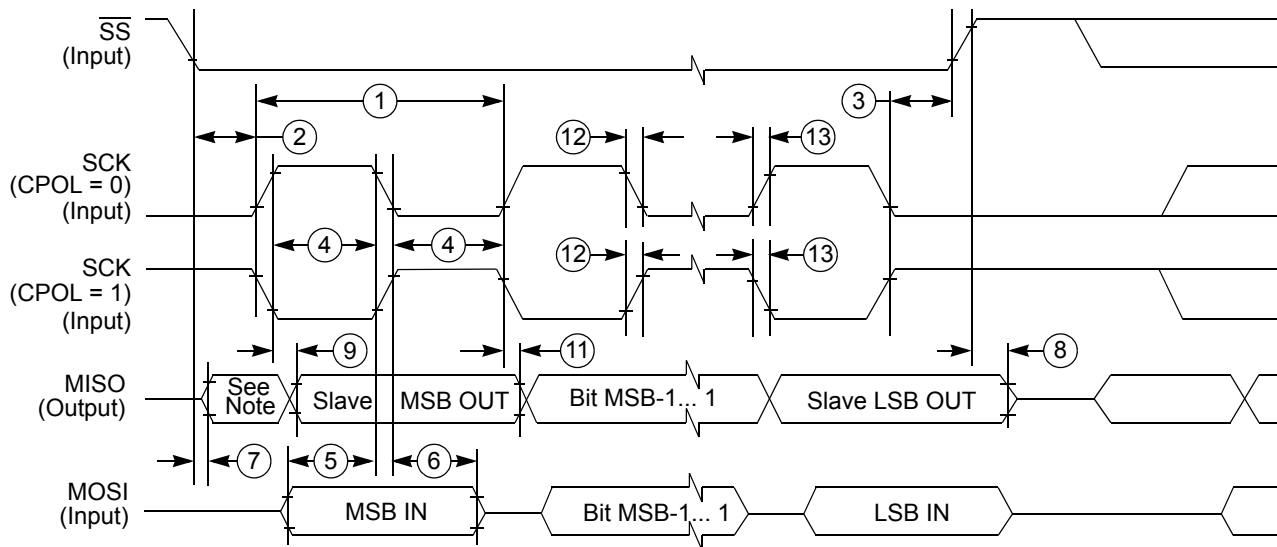 SS
(Input)
1
3
2
12
13
SCK
(CPOL = 0)
(Input)
4
4
SCK
(CPOL = 1)
(Input)
12
13
9
11
8
MISO
(Output)
See
Note
Slave
MSB OUT
Bit MSB-1... 1
Slave LSB OUT
7
5
6
MOSI
(Input)
MSB IN
Bit MSB-1... 1
LSB IN